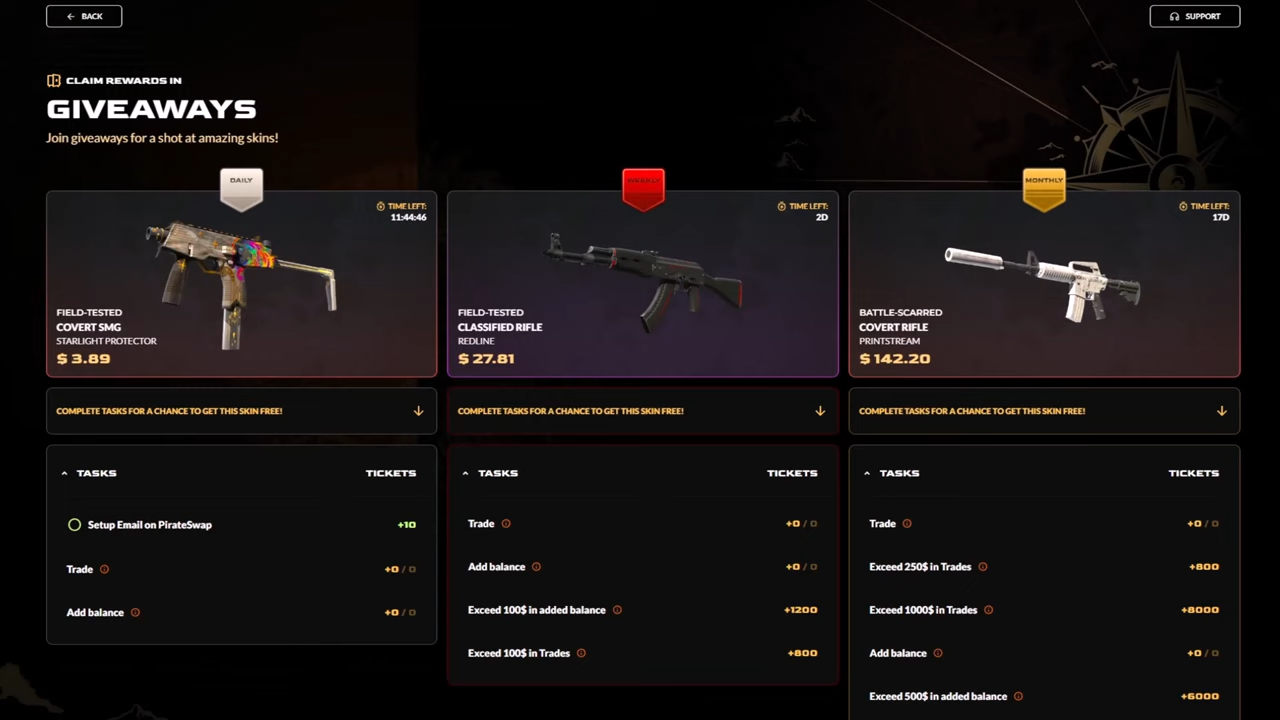 BACK
SUPPORT
CLAIM REWARDS IN
GIVEAWAYS
Join giveaways for a shot at amazing skins!
DAILY
TIME LEFT:
11:44:46
FIELD-TESTED
COVERT SMG
STARLIGHT PROTECTOR
$ 3.89
COMPLETE TASKS FOR A CHANCE TO GET THIS SKIN FREE!
TASKS TICKETS
Setup Email on PirateSwap +10
Trade +0 / 0
Add balance +0 / 0
WEEKLY
TIME LEFT:
2D
FIELD-TESTED
CLASSIFIED RIFLE
REDLINE
$ 27.81
COMPLETE TASKS FOR A CHANCE TO GET THIS SKIN FREE!
TASKS TICKETS
Trade +0 / 0
Add balance +0 / 0
Exceed 100$ in added balance +1200
Exceed 100$ in Trades +800
MONTHLY
TIME LEFT:
17D
BATTLE-SCARRED
COVERT RIFLE
PRINTSTREAM
$ 142.20
COMPLETE TASKS FOR A CHANCE TO GET THIS SKIN FREE!
TASKS TICKETS
Trade +0 / 0
Exceed 250$ in Trades +800
Exceed 1000$ in Trades +8000
Add balance +0 / 0
Exceed 500$ in added balance +6000